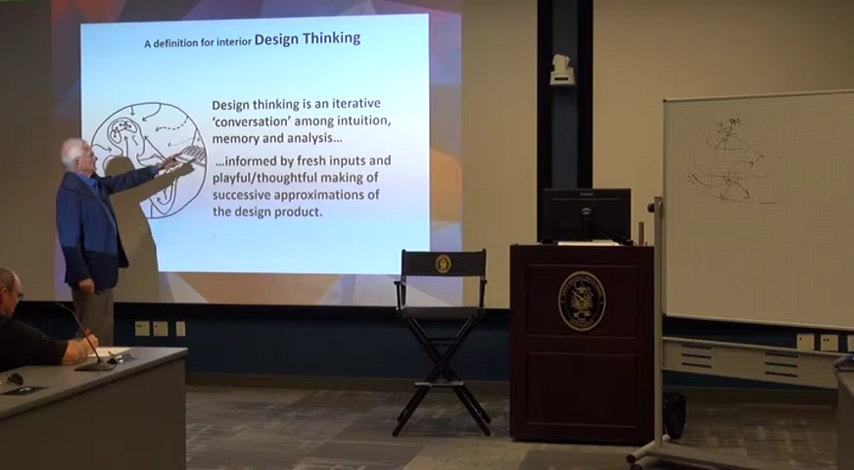 A definition for interior Design Thinking
Design thinking is an iterative
‘conversation’ among intuition,
memory and analysis...
...informed by fresh inputs and
playful/thoughtful making of
successive approximations of
the design product.